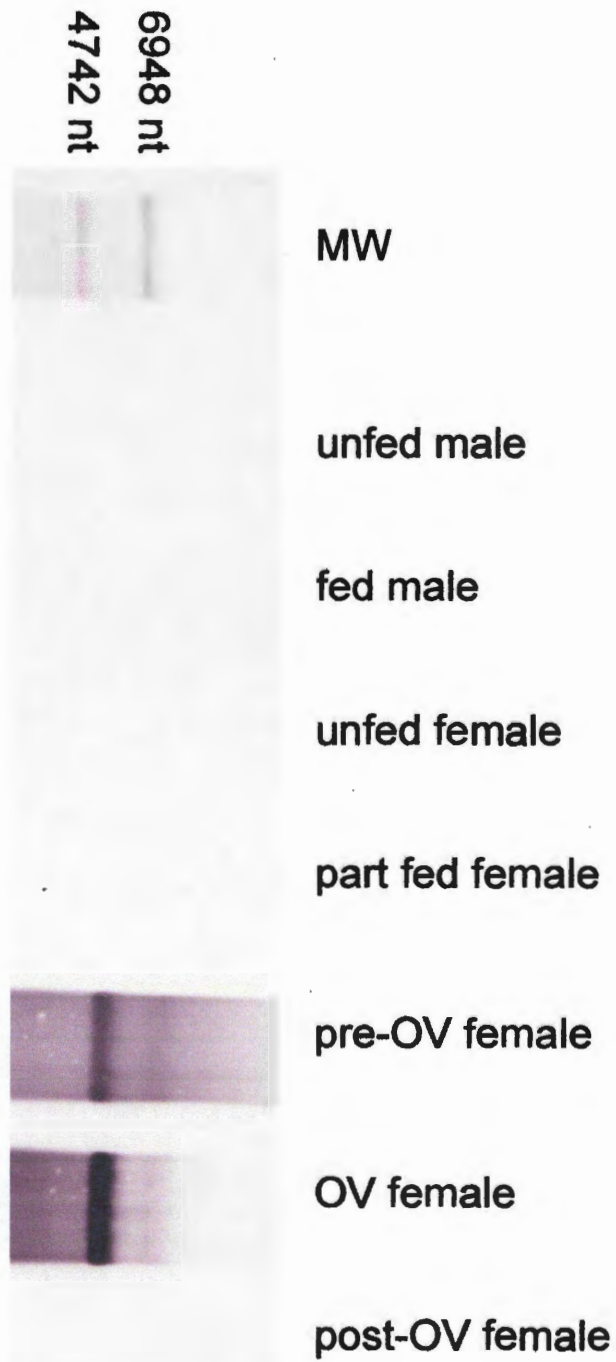 6948 nt
4742 nt
MW
unfed male
fed male
unfed female
part fed female
pre-OV female
OV female
post-OV female